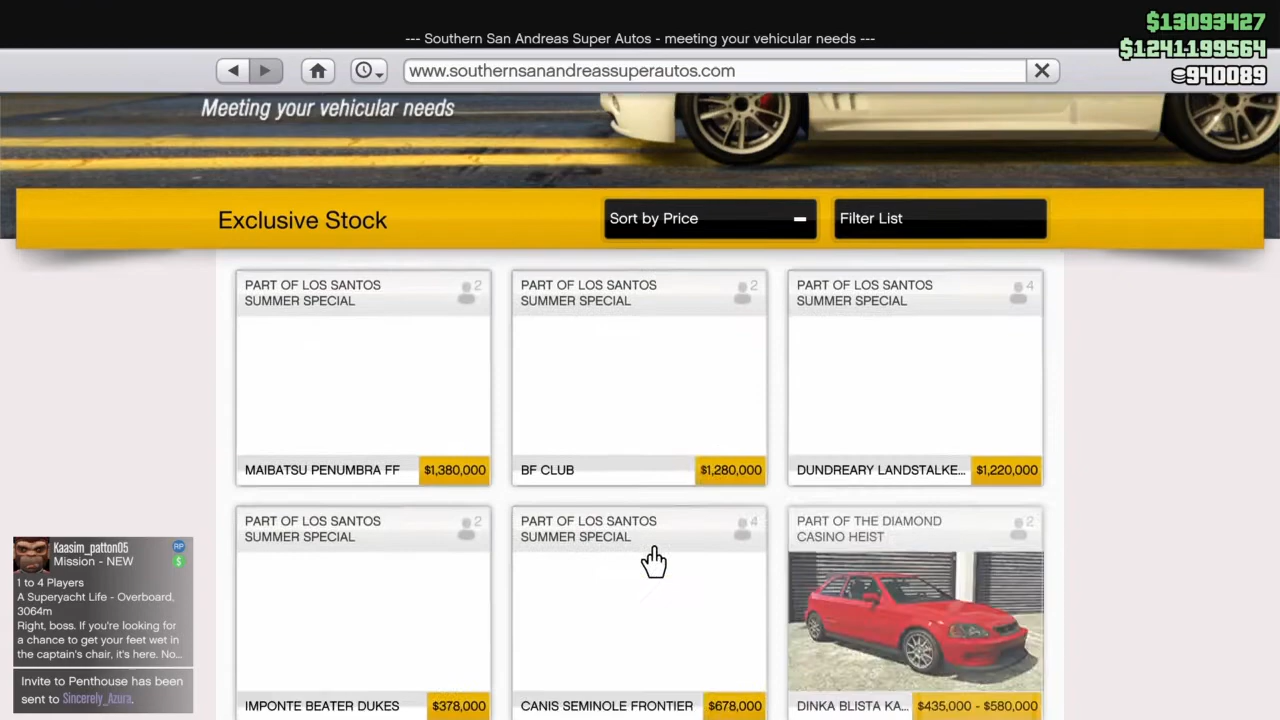 $13093427
--- Southern San Andreas Super Autos - meeting your vehicular needs ---
$1241199564
www.southernsanandreassuperautos.com
940089
Meeting your vehicular needs
Exclusive Stock
Sort by Price
Filter List
PART OF LOS SANTOS
SUMMER SPECIAL
2
MAIBATSU PENUMBRA FF
$1,380,000
PART OF LOS SANTOS
SUMMER SPECIAL
2
BF CLUB
$1,280,000
PART OF LOS SANTOS
SUMMER SPECIAL
4
DUNDREARY LANDSTALKE...
$1,220,000
PART OF LOS SANTOS
SUMMER SPECIAL
2
IMPONTE BEATER DUKES
$378,000
PART OF LOS SANTOS
SUMMER SPECIAL
4
CANIS SEMINOLE FRONTIER
$678,000
PART OF THE DIAMOND
CASINO HEIST
2
DINKA BLISTA KA...
$435,000 - $580,000
Kaasim_patton05
RP
Mission - NEW
$
1 to 4 Players
A Superyacht Life - Overboard,
3064m
Right, boss. If you're looking for
a chance to get your feet wet in
the captain's chair, it's here. No...
Invite to Penthouse has been
sent to Sincerely_Azura.